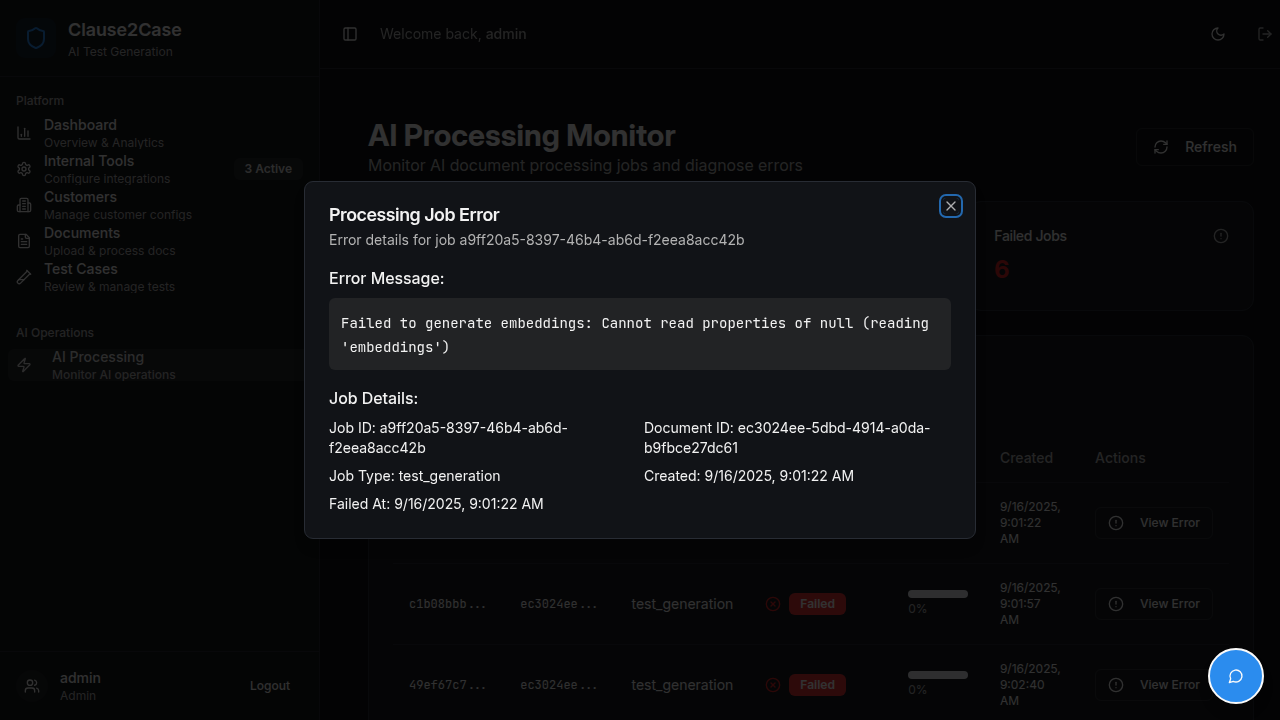 Clause2Case
AI Test Generation
Platform
Dashboard
Overview & Analytics
Internal Tools
Configure integrations
3 Active
Customers
Manage customer configs
Documents
Upload & process docs
Test Cases
Review & manage tests
AI Operations
AI Processing
Monitor AI operations
admin
Admin
Logout
Welcome back, admin
AI Processing Monitor
Monitor AI document processing jobs and diagnose errors
Refresh
Failed Jobs
6
Processing Job Error
Error details for job a9ff20a5-8397-46b4-ab6d-f2eea8acc42b
Error Message:
Failed to generate embeddings: Cannot read properties of null (reading
'embeddings')
Job Details:
Job ID: a9ff20a5-8397-46b4-ab6d-
f2eea8acc42b
Document ID: ec3024ee-5dbd-4914-a0da-
b9fbce27dc61
Job Type: test_generation
Created: 9/16/2025, 9:01:22 AM
Failed At: 9/16/2025, 9:01:22 AM
Created
Actions
9/16/2025,
9:01:22
AM
View Error
c1b08bbb...
ec3024ee...
test_generation
Failed
0%
9/16/2025,
9:01:57
AM
View Error
49ef67c7...
ec3024ee...
test_generation
Failed
0%
9/16/2025,
9:02:40
AM
View Error